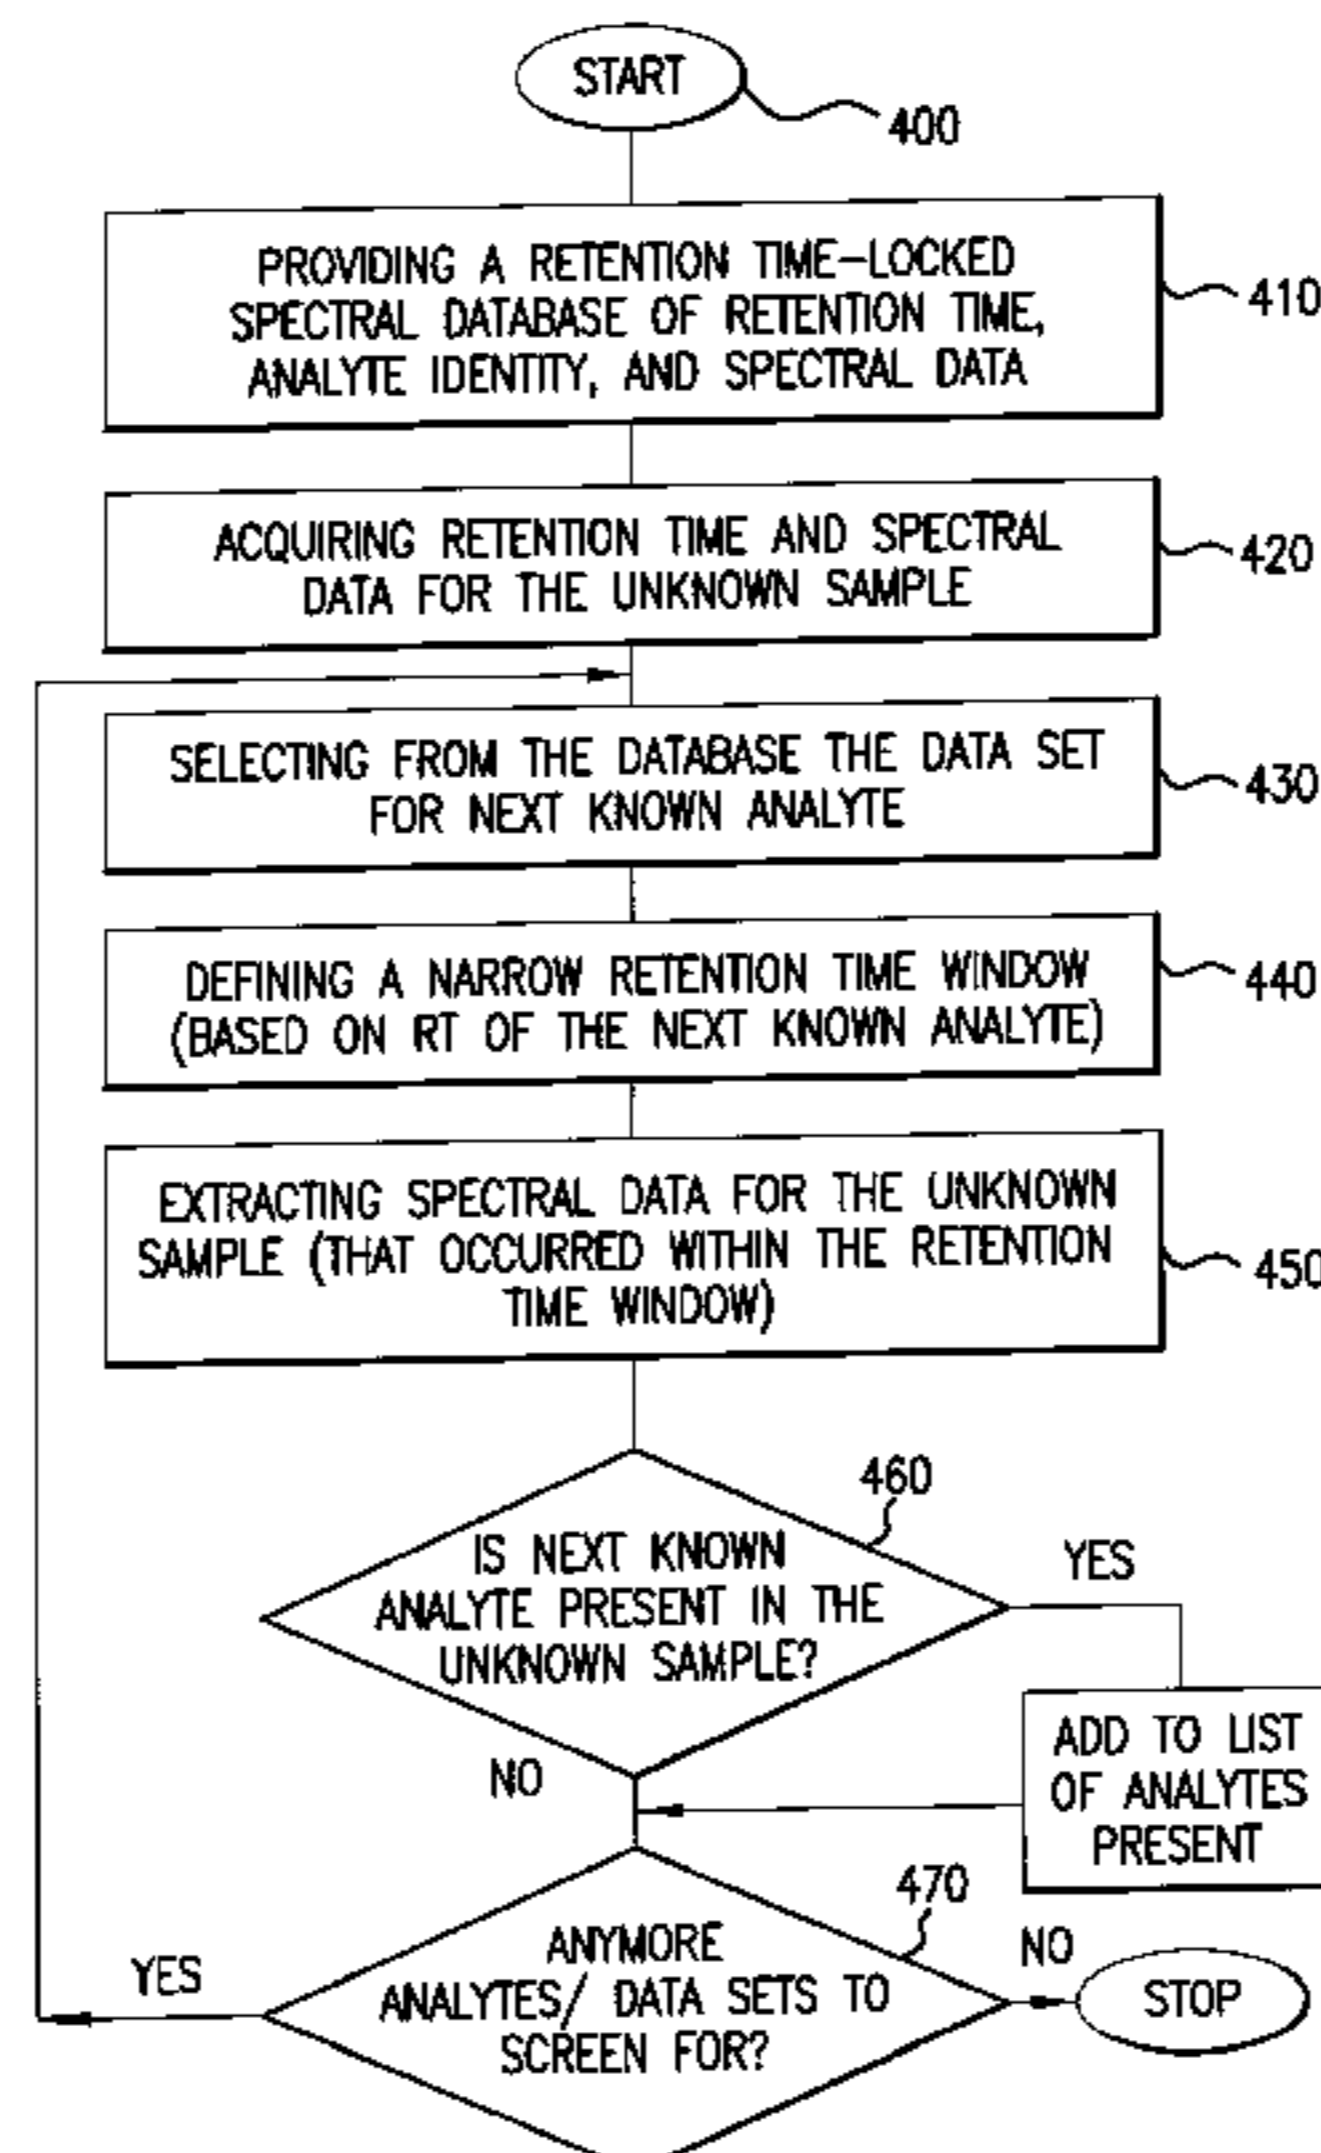 START
400
PROVIDING A RETENTION TIME-LOCKED
SPECTRAL DATABASE OF RETENTION TIME,
ANALYTE IDENTITY, AND SPECTRAL DATA
410
ACQUIRING RETENTION TIME AND SPECTRAL
DATA FOR THE UNKNOWN SAMPLE
420
SELECTING FROM THE DATABASE THE DATA SET
FOR NEXT KNOWN ANALYTE
430
DEFINING A NARROW RETENTION TIME WINDOW
(BASED ON RT OF THE NEXT KNOWN ANALYTE)
440
EXTRACTING SPECTRAL DATA FOR THE UNKNOWN
SAMPLE (THAT OCCURRED WITHIN THE RETENTION
TIME WINDOW)
450
460
IS NEXT KNOWN
ANALYTE PRESENT IN THE
UNKNOWN SAMPLE?
YES
NO
ADD TO LIST
OF ANALYTES
PRESENT
470
ANYMORE
ANALYTES/ DATA SETS TO
SCREEN FOR?
YES
NO
STOP